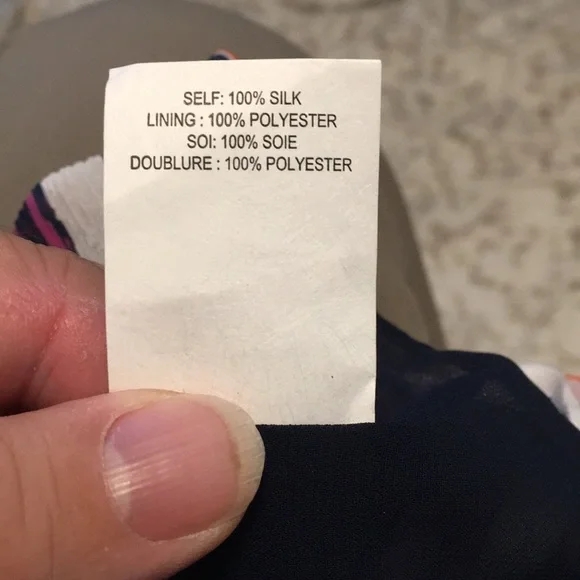 SELF: 100% SILK
LINING : 100% POLYESTER
SOI: 100% SOIE
DOUBLURE : 100% POLYESTER